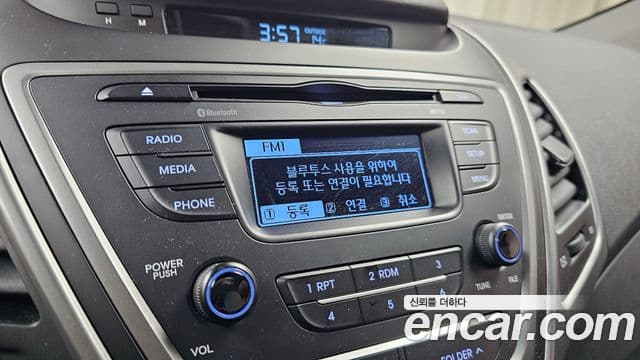 H M
3:57 OUTSIDE 14°c
Bluetooth
RADIO
MEDIA
PHONE
FM1
블루투스 사용을 위하여
등록 또는 연결이 필요합니다
1 등록 2 연결 3 취소
SCAN
SETUP
MENU
POWER
PUSH
VOL
1 RPT 2 RDM 3
4 5
FOLDER
ENTER
TUNE FILE
신뢰를 더하다
encar.com